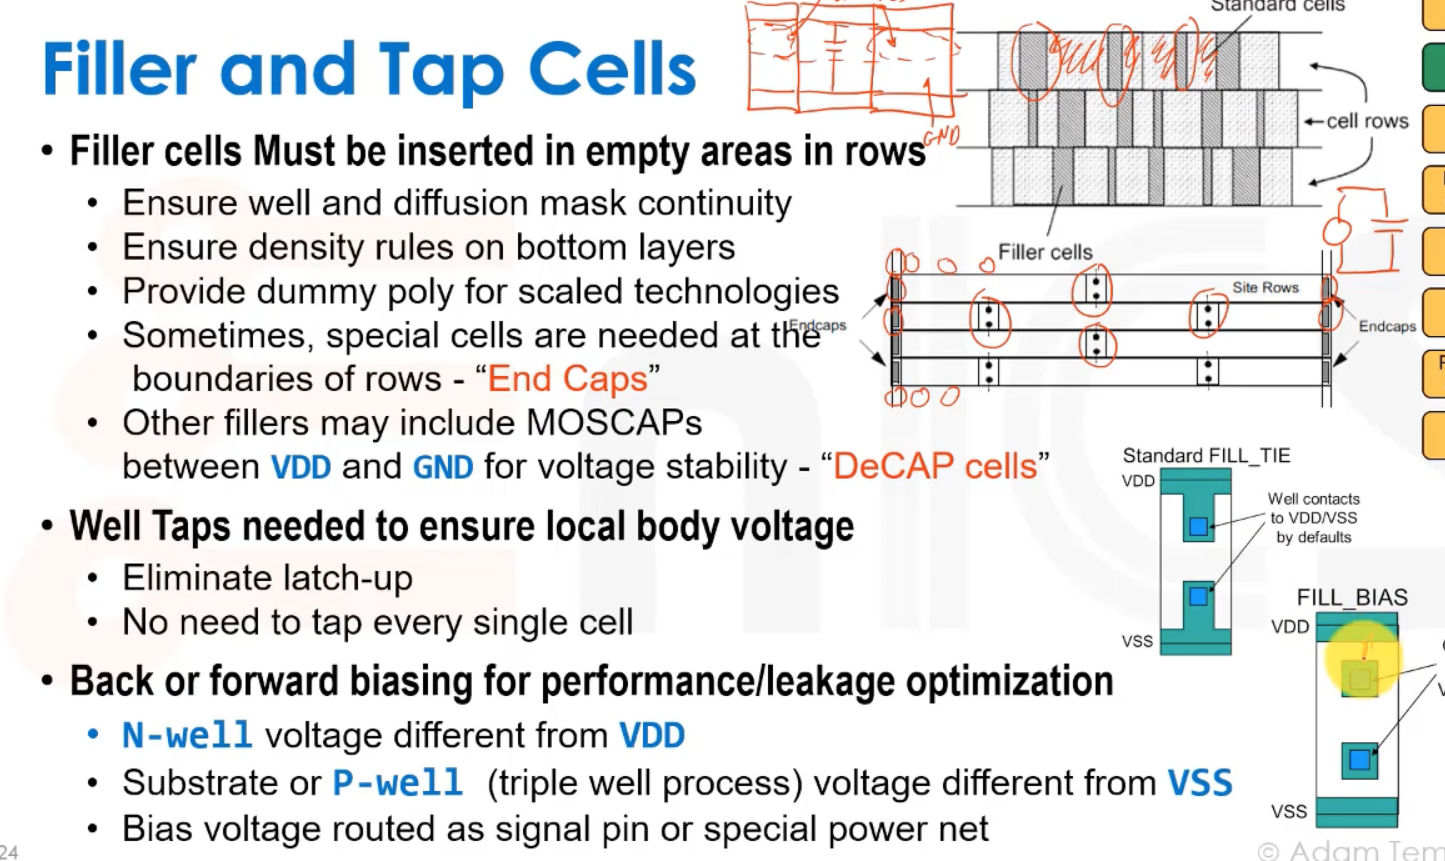 Filler and Tap Cells
• Filler cells Must be inserted in empty areas in rows
• Ensure well and diffusion mask continuity
• Ensure density rules on bottom layers
• Provide dummy poly for scaled technologies
• Sometimes, special cells are needed at the
boundaries of rows - “End Caps”
• Other fillers may include MOSCAPs
between VDD and GND for voltage stability - “DeCAP cells”
• Well Taps needed to ensure local body voltage
• Eliminate latch-up
• No need to tap every single cell
• Back or forward biasing for performance/leakage optimization
• N-well voltage different from VDD
• Substrate or P-well (triple well process) voltage different from VSS
• Bias voltage routed as signal pin or special power net
24
GND
Standard cells
cell rows
Filler cells
Site Rows
Endcaps
Endcaps
Standard FILL_TIE
VDD
Well contacts
to VDD/VSS
by defaults
VSS
FILL_BIAS
VDD
VSS
© Adam Tem